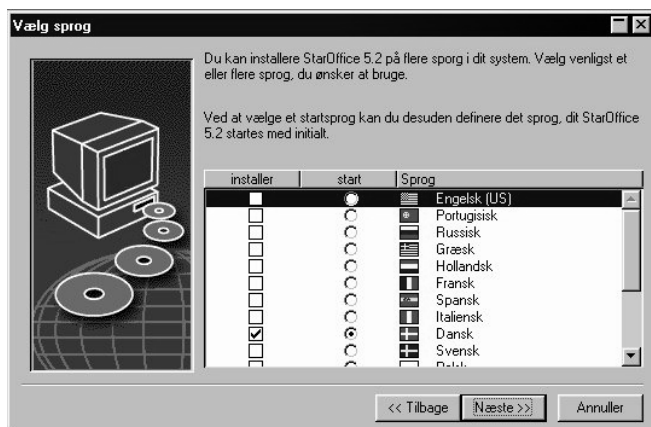 Vælg sprog
Du kan installere StarOffice 5.2 på flere sporg i dit system. Vælg venligst et
eller flere sprog, du ønsker at bruge.
Ved at vælge et startsprog kan du desuden definere det sprog, dit StarOffice
5.2 startes med initialt.
installer start Sprog
Engelsk (US)
Portugisisk
Russisk
Græsk
Hollandsk
Fransk
Spansk
Italiensk
Dansk
Svensk
<< Tilbage Næste >> Annuller